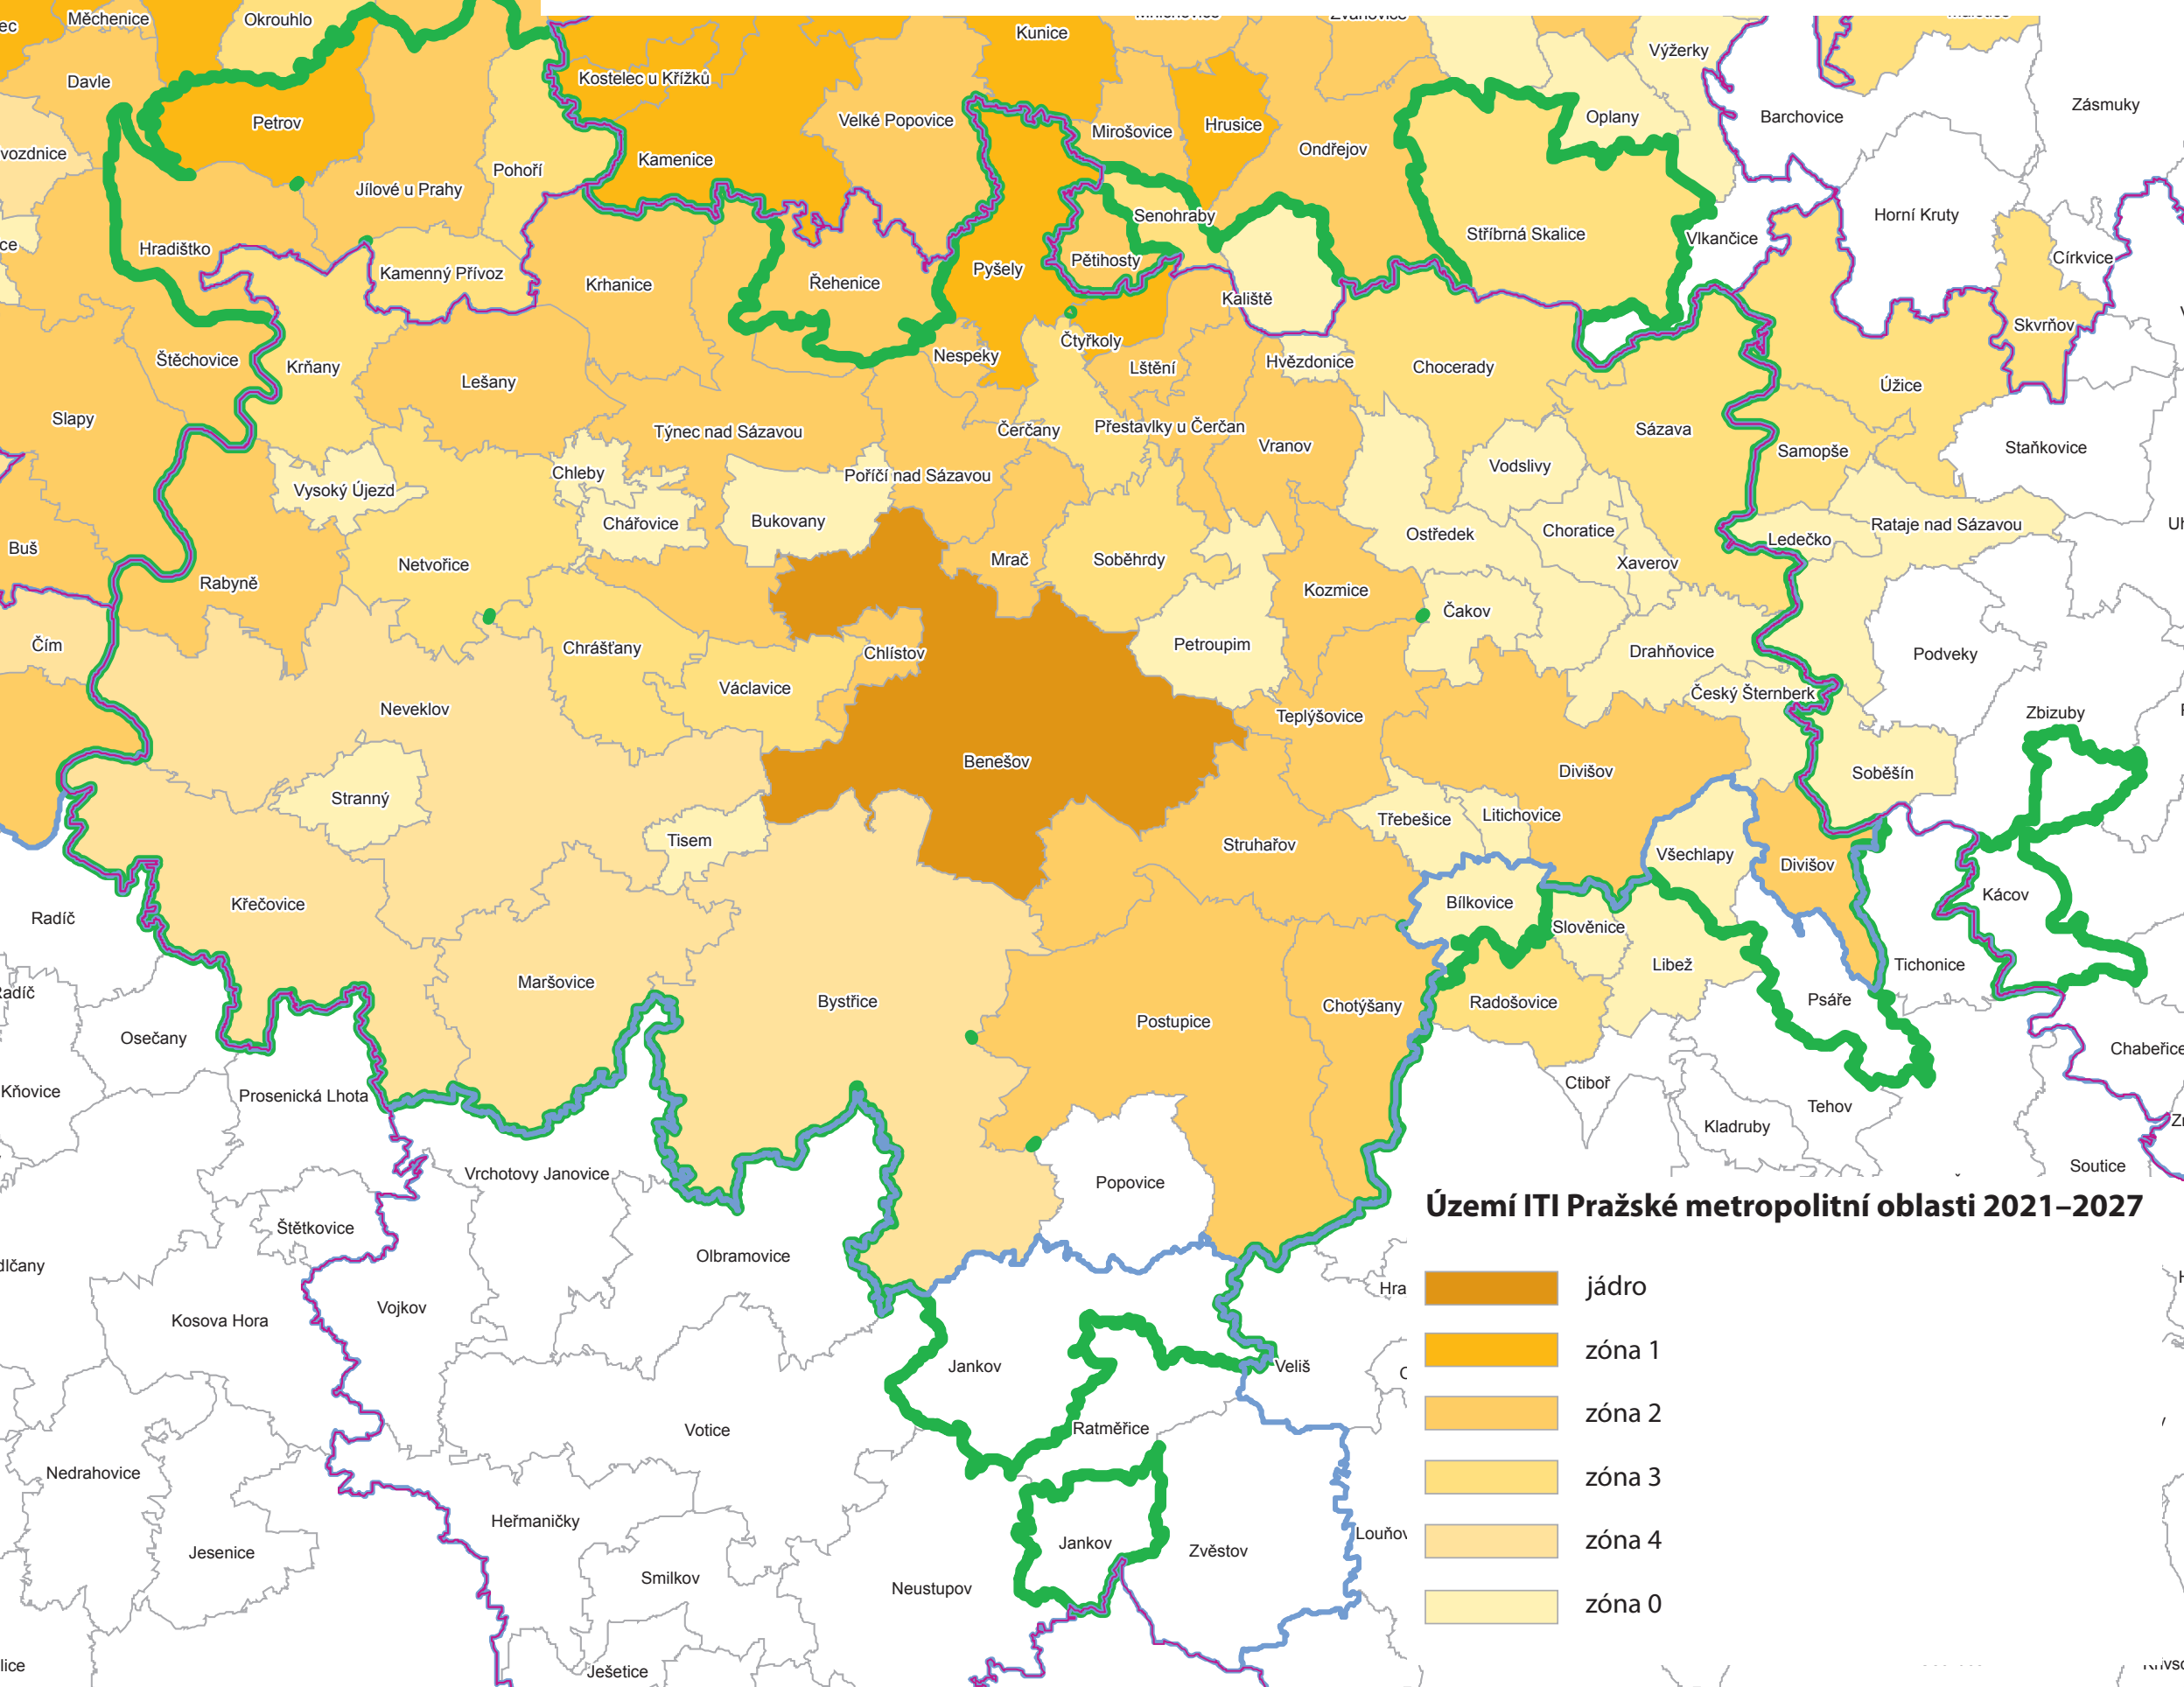 Měchenice
Okrouhlo
Kunice
Výžerky
Davle
Kostelec u Křížků
Zásmuky
Petrov
Velké Popovice
Mirošovice
Hrusice
Oplany
Barchovice
Ondřejov
Kamenice
Pohoří
Jílové u Prahy
Senohraby
Horní Kruty
Hradištko
Stříbrná Skalice
Vlkančice
Církvice
Kamenný Přívoz
Pětihosty
Pyšely
Krhanice
Řehenice
Kaliště
Skvrňov
Čtyřkoly
Štěchovice
Nespeky
Hvězdonice
Krňany
Lštění
Chocerady
Lešany
Úžice
Slapy
Týnec nad Sázavou
Čerčany
Přestavlky u Čerčan
Sázava
Vranov
Staňkovice
Samopše
Chleby
Poříčí nad Sázavou
Vodslivy
Vysoký Újezd
Chářovice
Bukovany
Rataje nad Sázavou
Choratice
Ostředek
Ledečko
Buš
Mrač
Soběhrdy
Netvořice
Xaverov
Rabyně
Kozmice
Čakov
Čím
Chrášťany
Chlístov
Petroupim
Drahňovice
Podveky
Václavice
Český Šternberk
Neveklov
Teplýšovice
Zbizuby
Benešov
Divišov
Soběšín
Stranný
Litichovice
Třebešice
Tisem
Struhařov
Všechlapy
Divišov
Křečovice
Bílkovice
Kácov
Radíč
Slověnice
Libež
Tichonice
Maršovice
Bystřice
Chotýšany
Radošovice
Psáře
Postupice
Osečany
Chabeřice
Kňovice
Prosenická Lhota
Ctiboř
Tehov
Kladruby
Soutice
Vrchotovy Janovice
Popovice
Území ITI Pražské metropolitní oblasti 2021–2027
Štětkovice
Olbramovice
jádro
Hra
Vojkov
Kosova Hora
zóna 1
Jankov
Veliš
zóna 2
Votice
Ratměřice
Nedrahovice
zóna 3
Heřmaničky
Louňov
Jesenice
Jankov
Zvěstov
zóna 4
Smilkov
Neustupov
zóna 0
Ješetice